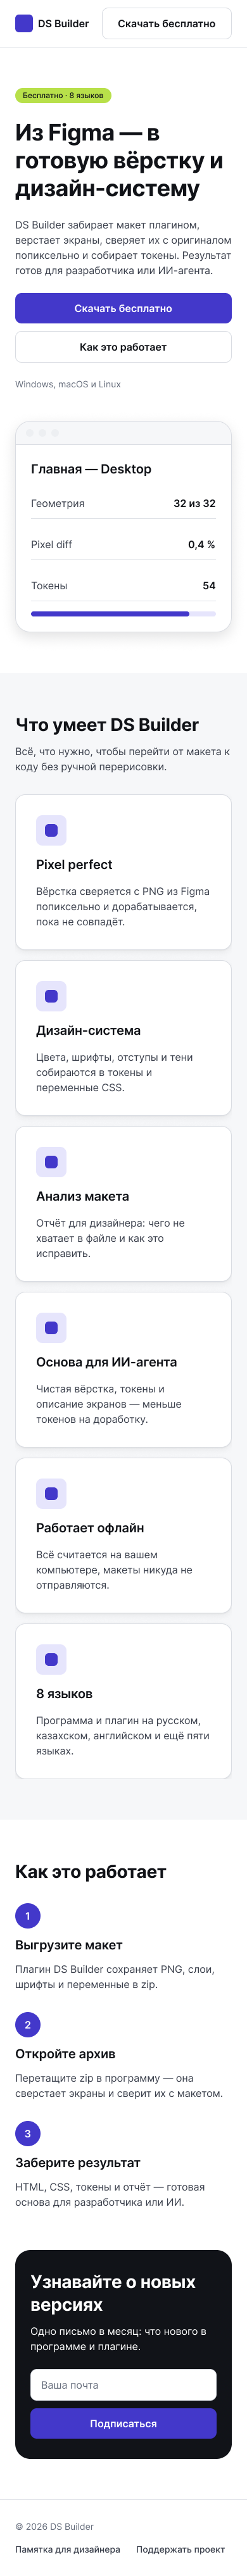 DS Builder
Скачать бесплатно
Бесплатно · 8 языков
Из Figma — в
готовую вёрстку и
дизайн-систему
DS Builder забирает макет плагином,
верстает экраны, сверяет их с оригиналом
попиксельно и собирает токены. Результат
готов для разработчика или ИИ-агента.
Скачать бесплатно
Как это работает
Windows, macOS и Linux
Главная — Desktop
Геометрия 32 из 32
Pixel diff 0,4 %
Токены 54
Что умеет DS Builder
Всё, что нужно, чтобы перейти от макета к
коду без ручной перерисовки.
Pixel perfect
Вёрстка сверяется с PNG из Figma
попиксельно и дорабатывается,
пока не совпадёт.
Дизайн-система
Цвета, шрифты, отступы и тени
собираются в токены и
переменные CSS.
Анализ макета
Отчёт для дизайнера: чего не
хватает в файле и как это
исправить.
Основа для ИИ-агента
Чистая вёрстка, токены и
описание экранов — меньше
токенов на доработку.
Работает офлайн
Всё считается на вашем
компьютере, макеты никуда не
отправляются.
8 языков
Программа и плагин на русском,
казахском, английском и ещё пяти
языках.
Как это работает
1
Выгрузите макет
Плагин DS Builder сохраняет PNG, слои,
шрифты и переменные в zip.
2
Откройте архив
Перетащите zip в программу — она
сверстает экраны и сверит их с макетом.
3
Заберите результат
HTML, CSS, токены и отчёт — готовая
основа для разработчика или ИИ.
Узнавайте о новых
версиях
Одно письмо в месяц: что нового в
программе и плагине.
Ваша почта
Подписаться
© 2026 DS Builder
Памятка для дизайнера Поддержать проект